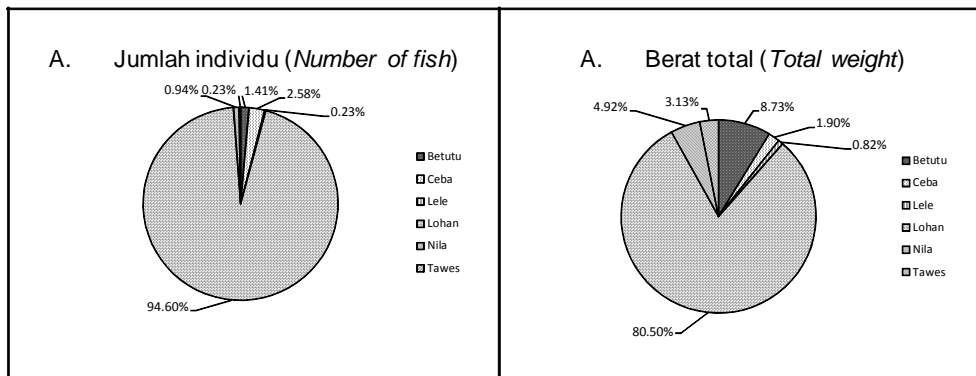 A. Jumlah individu (Number of fish)
0.94%
0.23%
1.41%
2.58%
0.23%
94.60%
Betutu
Ceba
Lele
Lohan
Nila
Tawes
A. Berat total (Total weight)
4.92%
3.13%
8.73%
1.90%
0.82%
80.50%
Betutu
Ceba
Lele
Lohan
Nila
Tawes